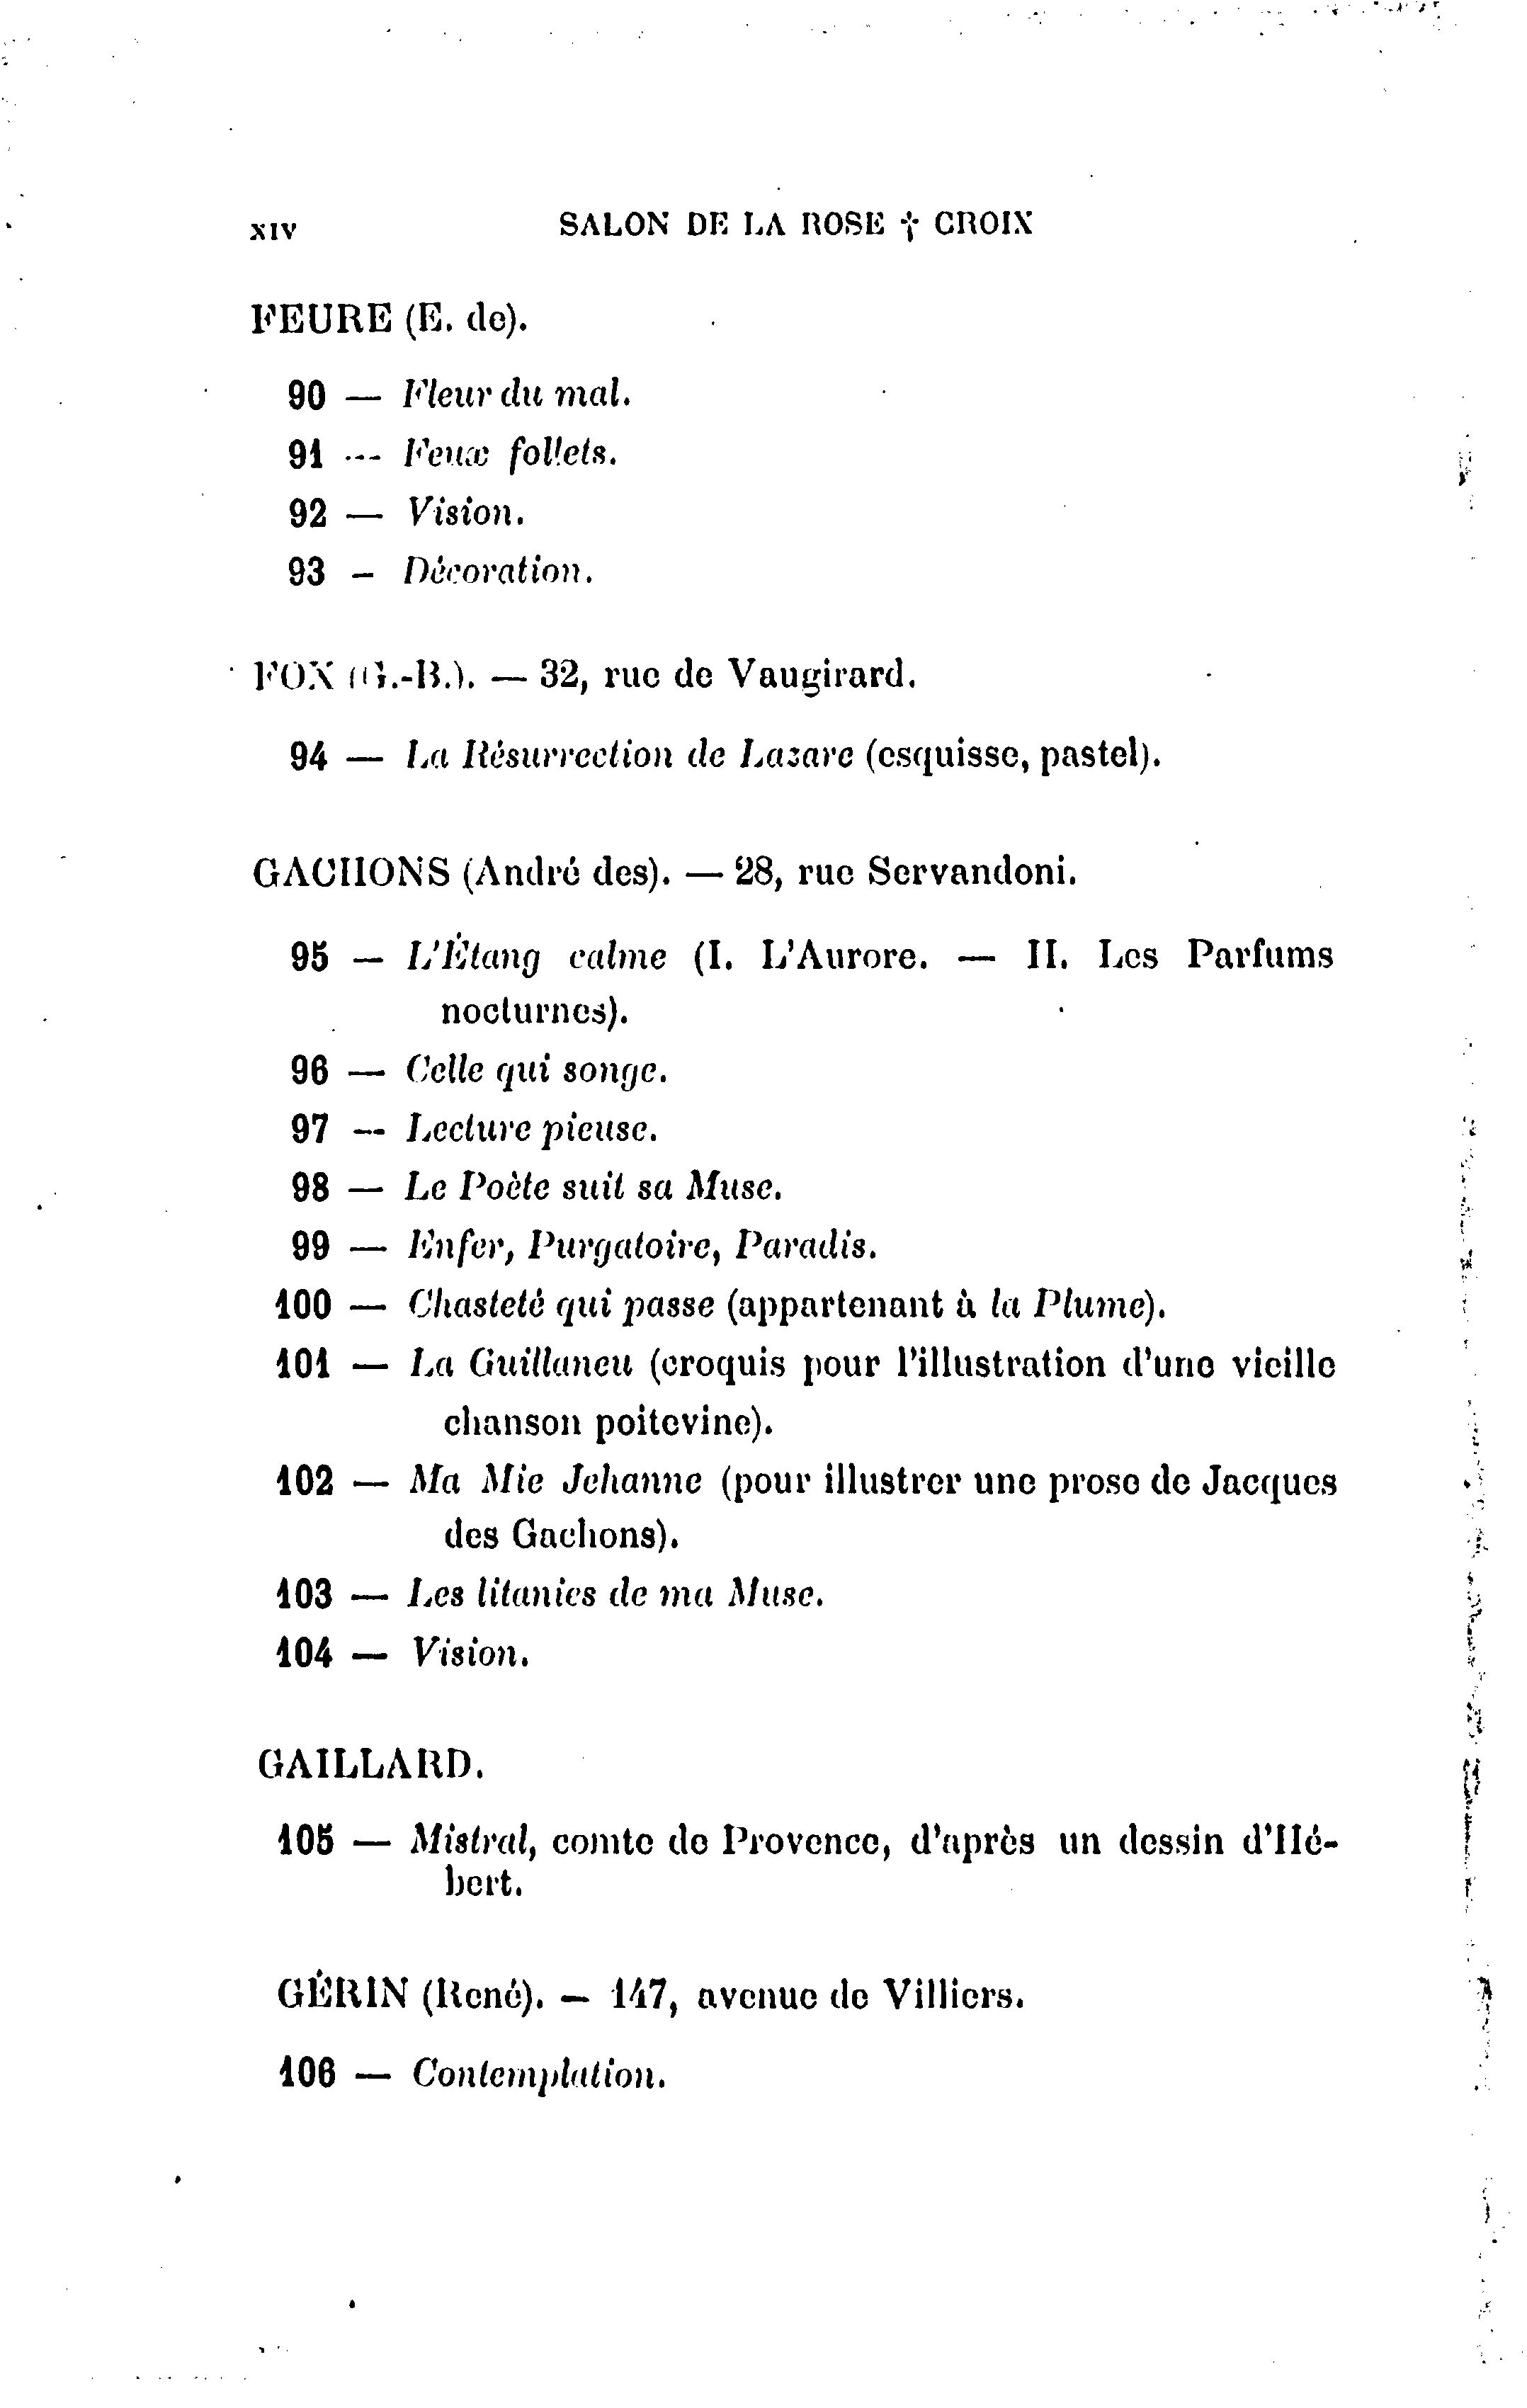 XIV SALON DE LA ROSE † CROIX
FEURE (E. de).
90 — Fleur du mal.
91 — Feux follets.
92 — Vision.
93 — Décoration.
FOX (G.-B.). — 32, rue de Vaugirard.
94 — La Résurrection de Lazare (esquisse, pastel).
GACHONS (André des). — 28, rue Servandoni.
95 — L'Étang calme (I. L'Aurore. — II. Les Parfums
nocturnes).
96 — Celle qui songe.
97 — Lecture pieuse.
98 — Le Poète suit sa Muse.
99 — Enfer, Purgatoire, Paradis.
100 — Chasteté qui passe (appartenant à la Plume).
101 — La Guillaneu (croquis pour l'illustration d'une vieille
chanson poitevine).
102 — Ma Mie Jehanne (pour illustrer une prose de Jacques
des Gachons).
103 — Les litanies de ma Muse.
104 — Vision.
GAILLARD.
105 — Mistral, comte de Provence, d'après un dessin d'Hé-
bert.
GÉRIN (René). — 147, avenue de Villiers.
106 — Contemplation.